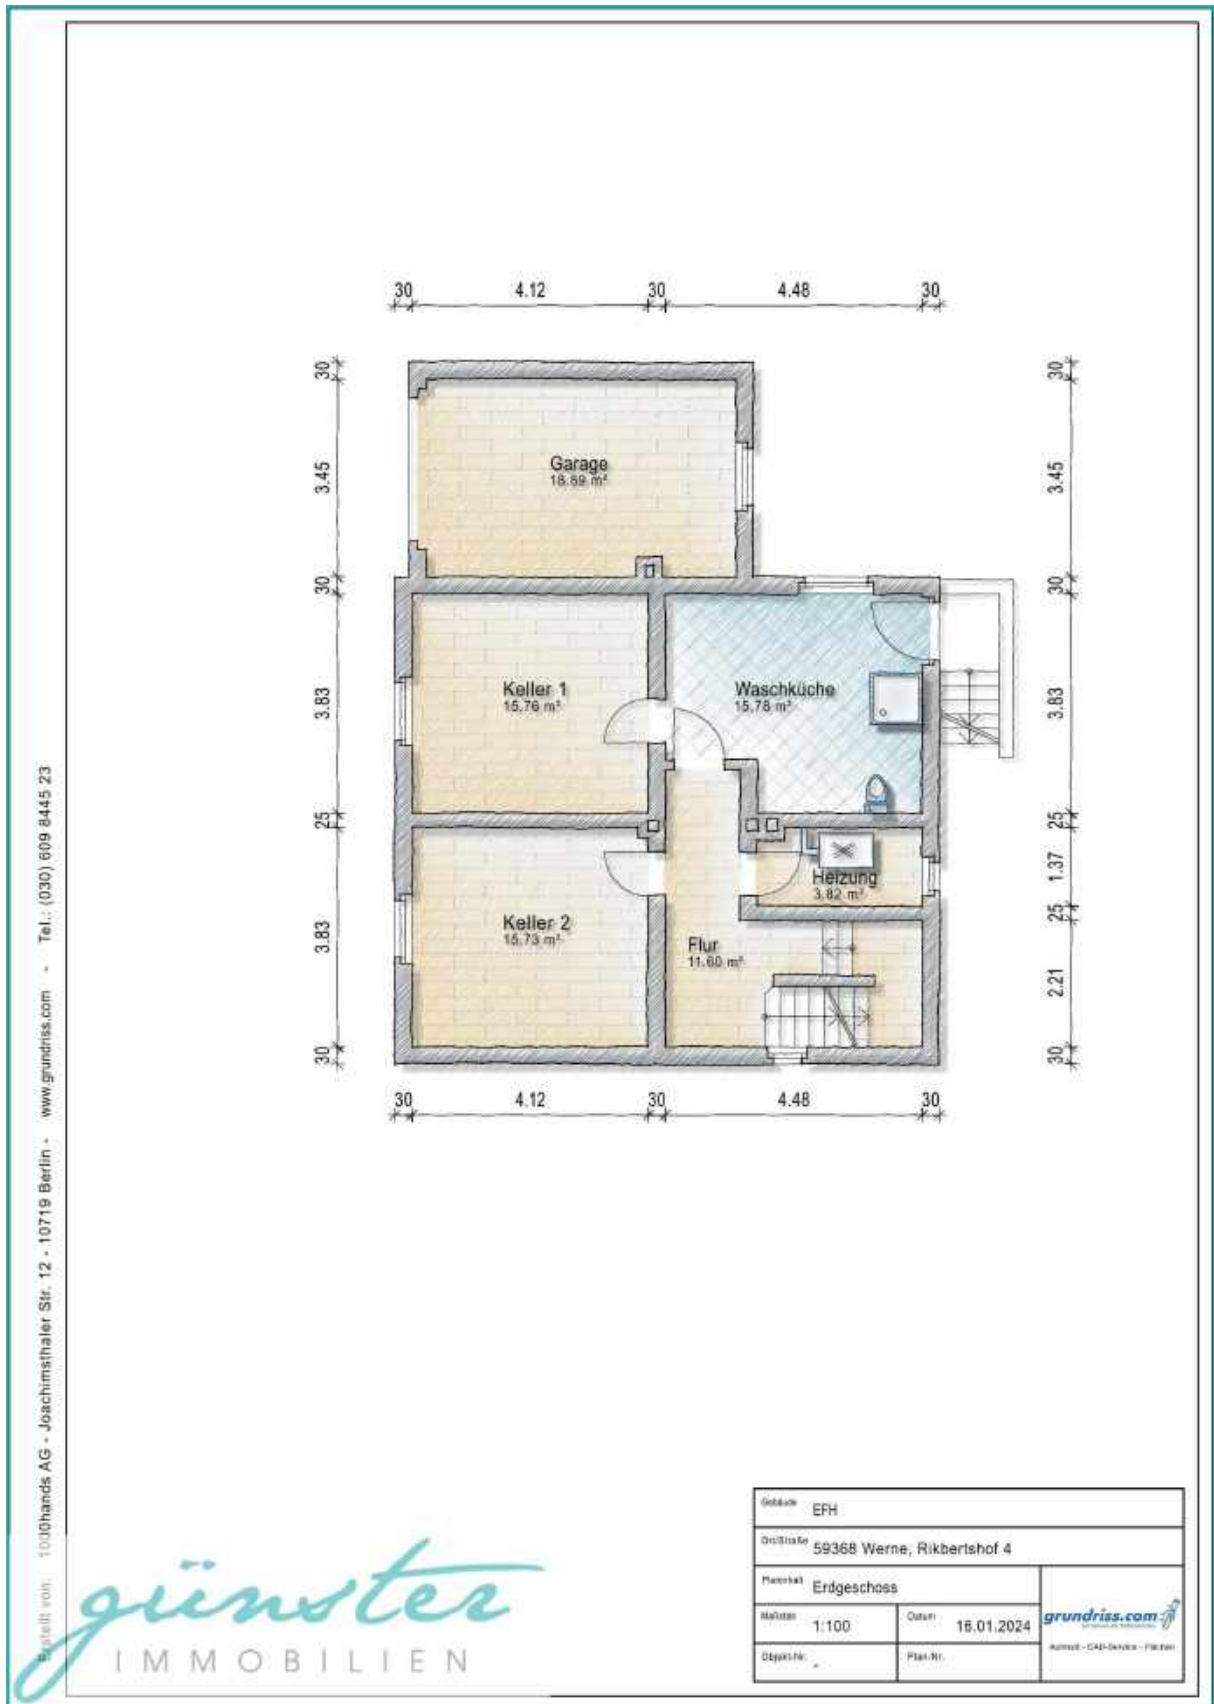 30 4.12 30 4.48 30
30
3.45
30
3.83
25
3.83
30
30
3.45
30
3.83
25
1.37
25
2.21
30
Garage
18.89 m²
Keller 1
15.76 m²
Waschküche
15.78 m²
Heizung
3.82 m²
Keller 2
15.73 m²
Flur
11.60 m²
30 4.12 30 4.48 30
Erstellt von: 1000hands AG - Joachimsthaler Str. 12 - 10719 Berlin - www.grundriss.com - Tel.: (030) 609 8445 23
günster
IMMOBILIEN
Gebäude EFH
Ort/Straße 59368 Werne, Rikbertshof 4
Planinhalt Erdgeschoss
Maßstab 1:100 Datum 16.01.2024
Objekt-Nr. - Plan-Nr.
grundriss.com
Aufmaß - CAD-Service - Flächen